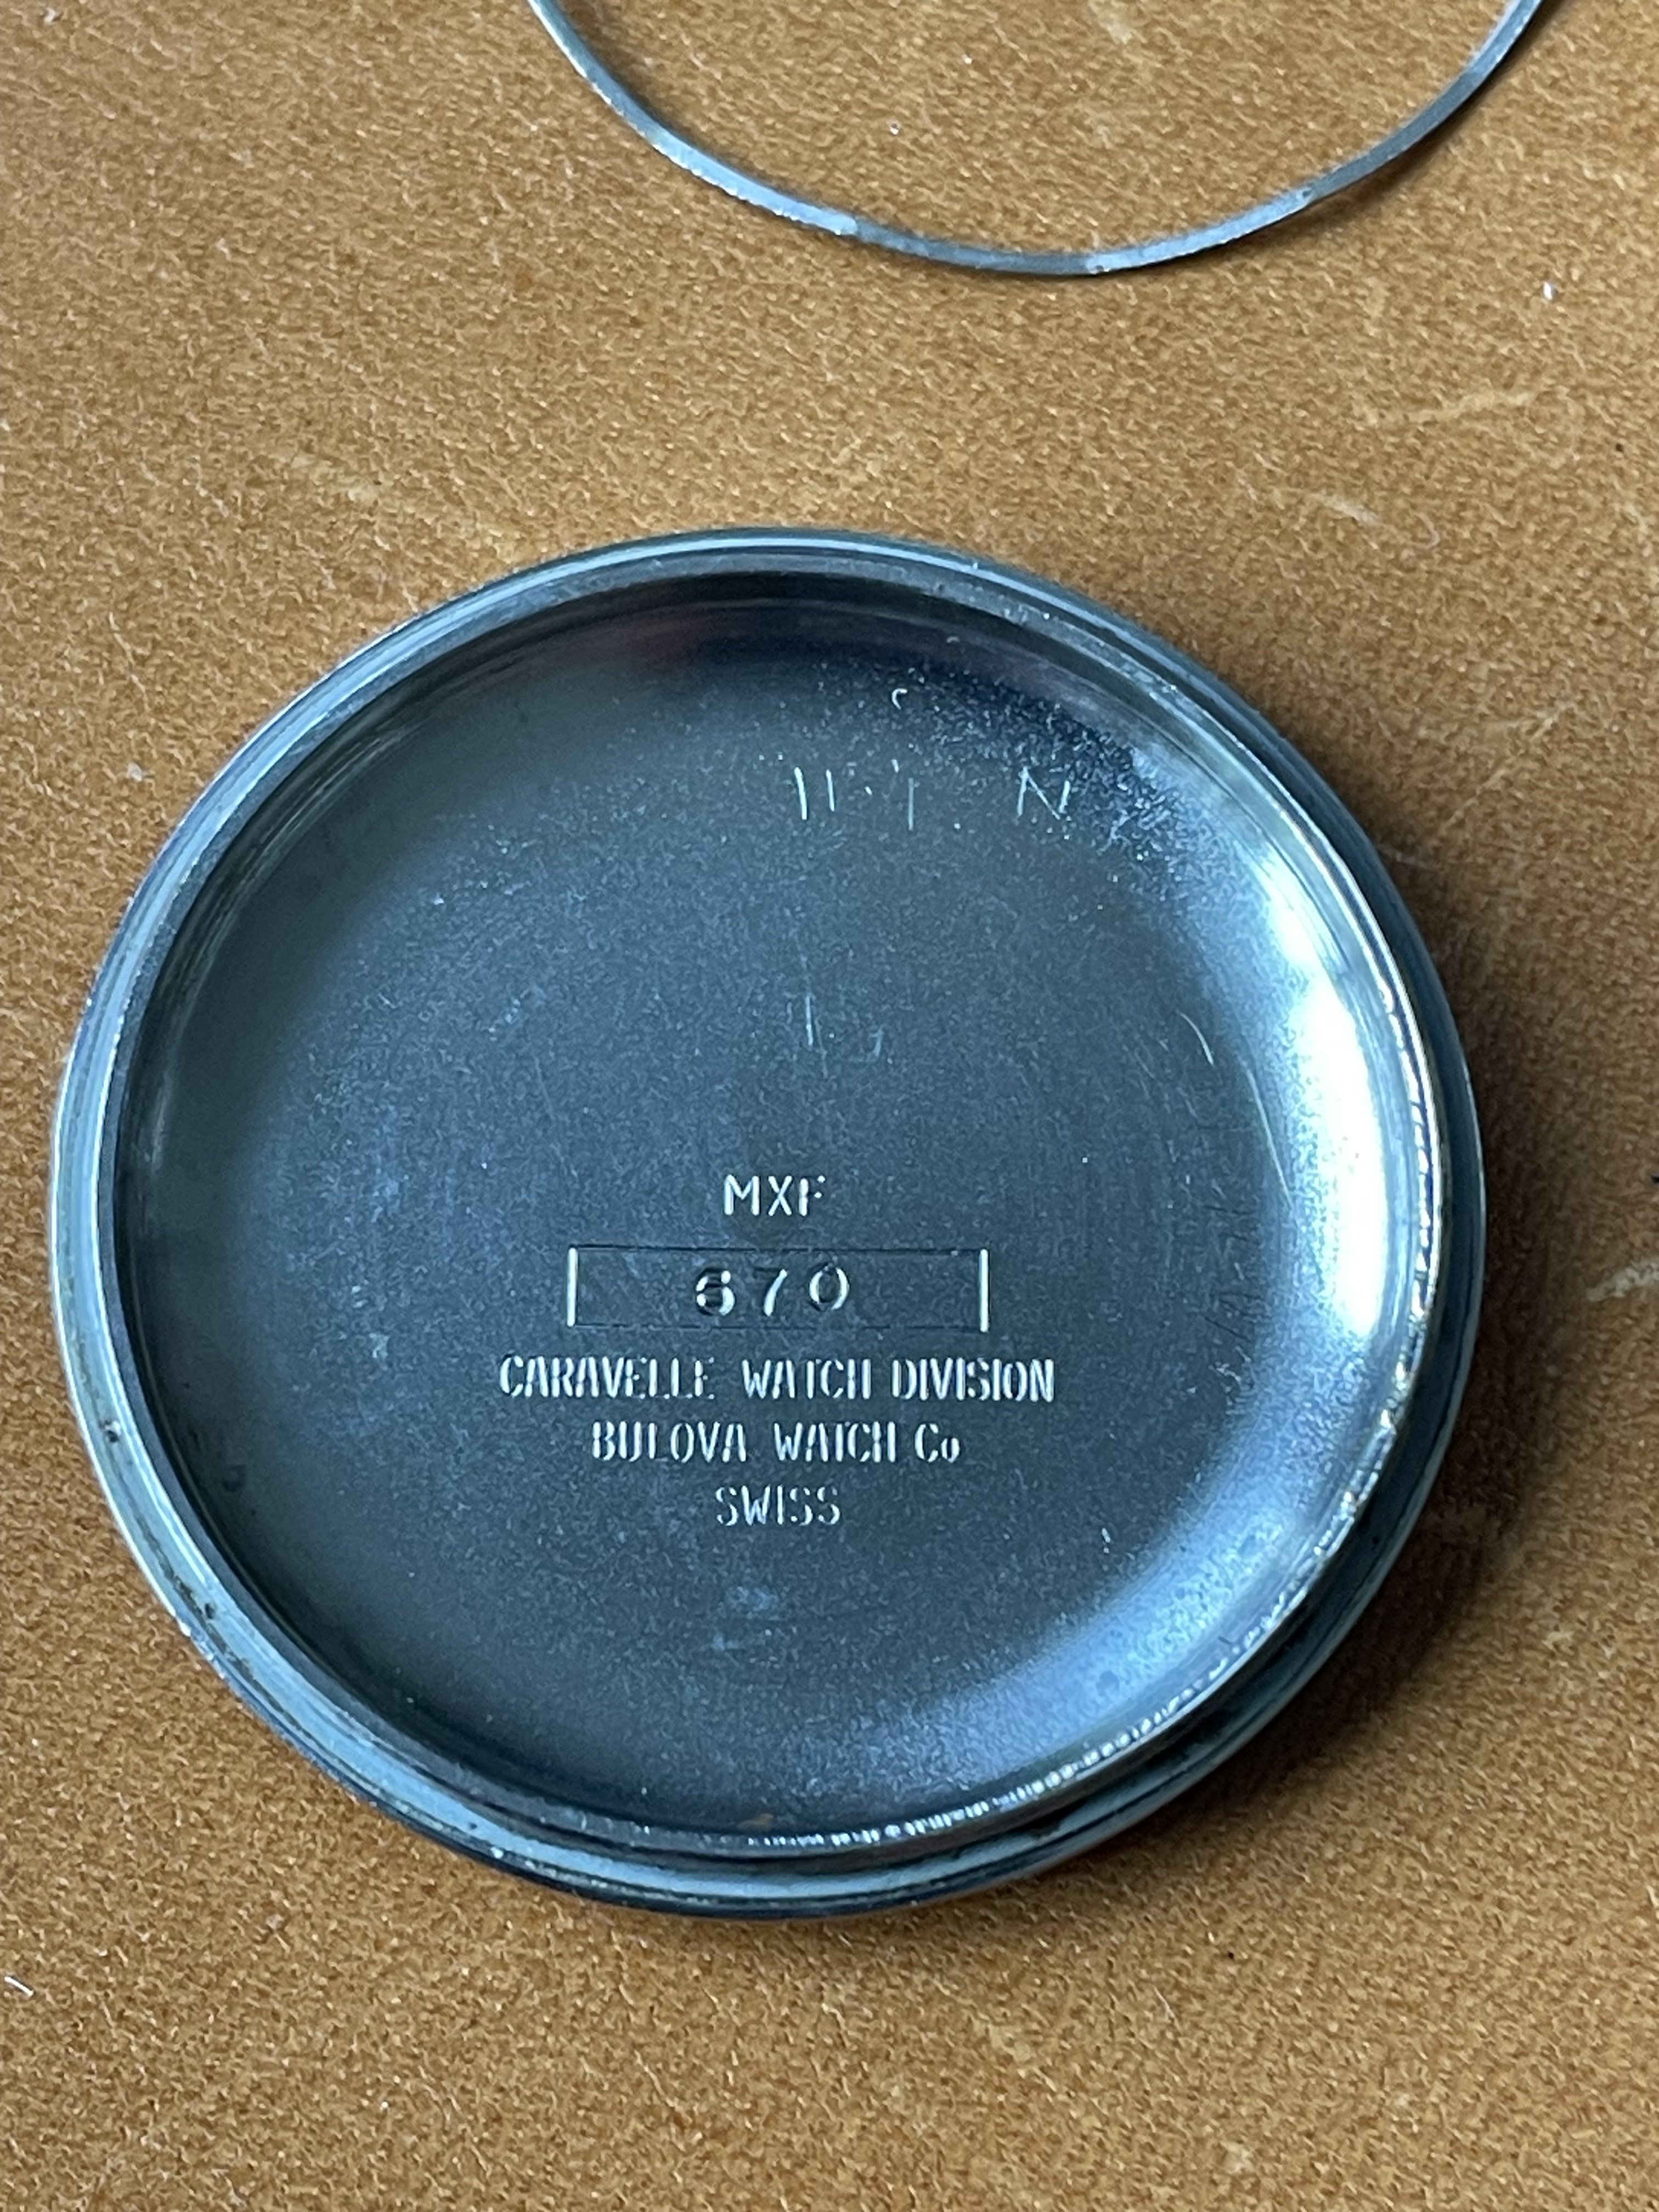 MXF
670
CARAVELLE WATCH DIVISION
BULOVA WATCH Co
SWISS